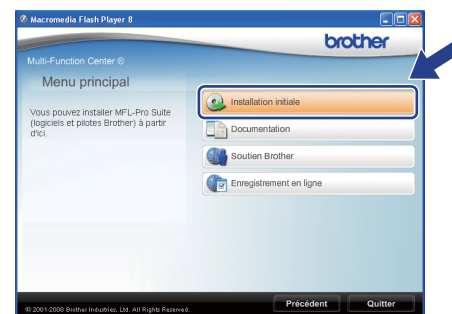 Macromedia Flash Player 8
brother
Multi-Function Center ®
Menu principal
Vous pouvez installer MFL-Pro Suite
(logiciels et pilotes Brother) à partir
d'ici.
Installation initiale
Documentation
Soutien Brother
Enregistrement en ligne
© 2001-2008 Brother Industries, Ltd. All Rights Reserved.
Précédent
Quitter